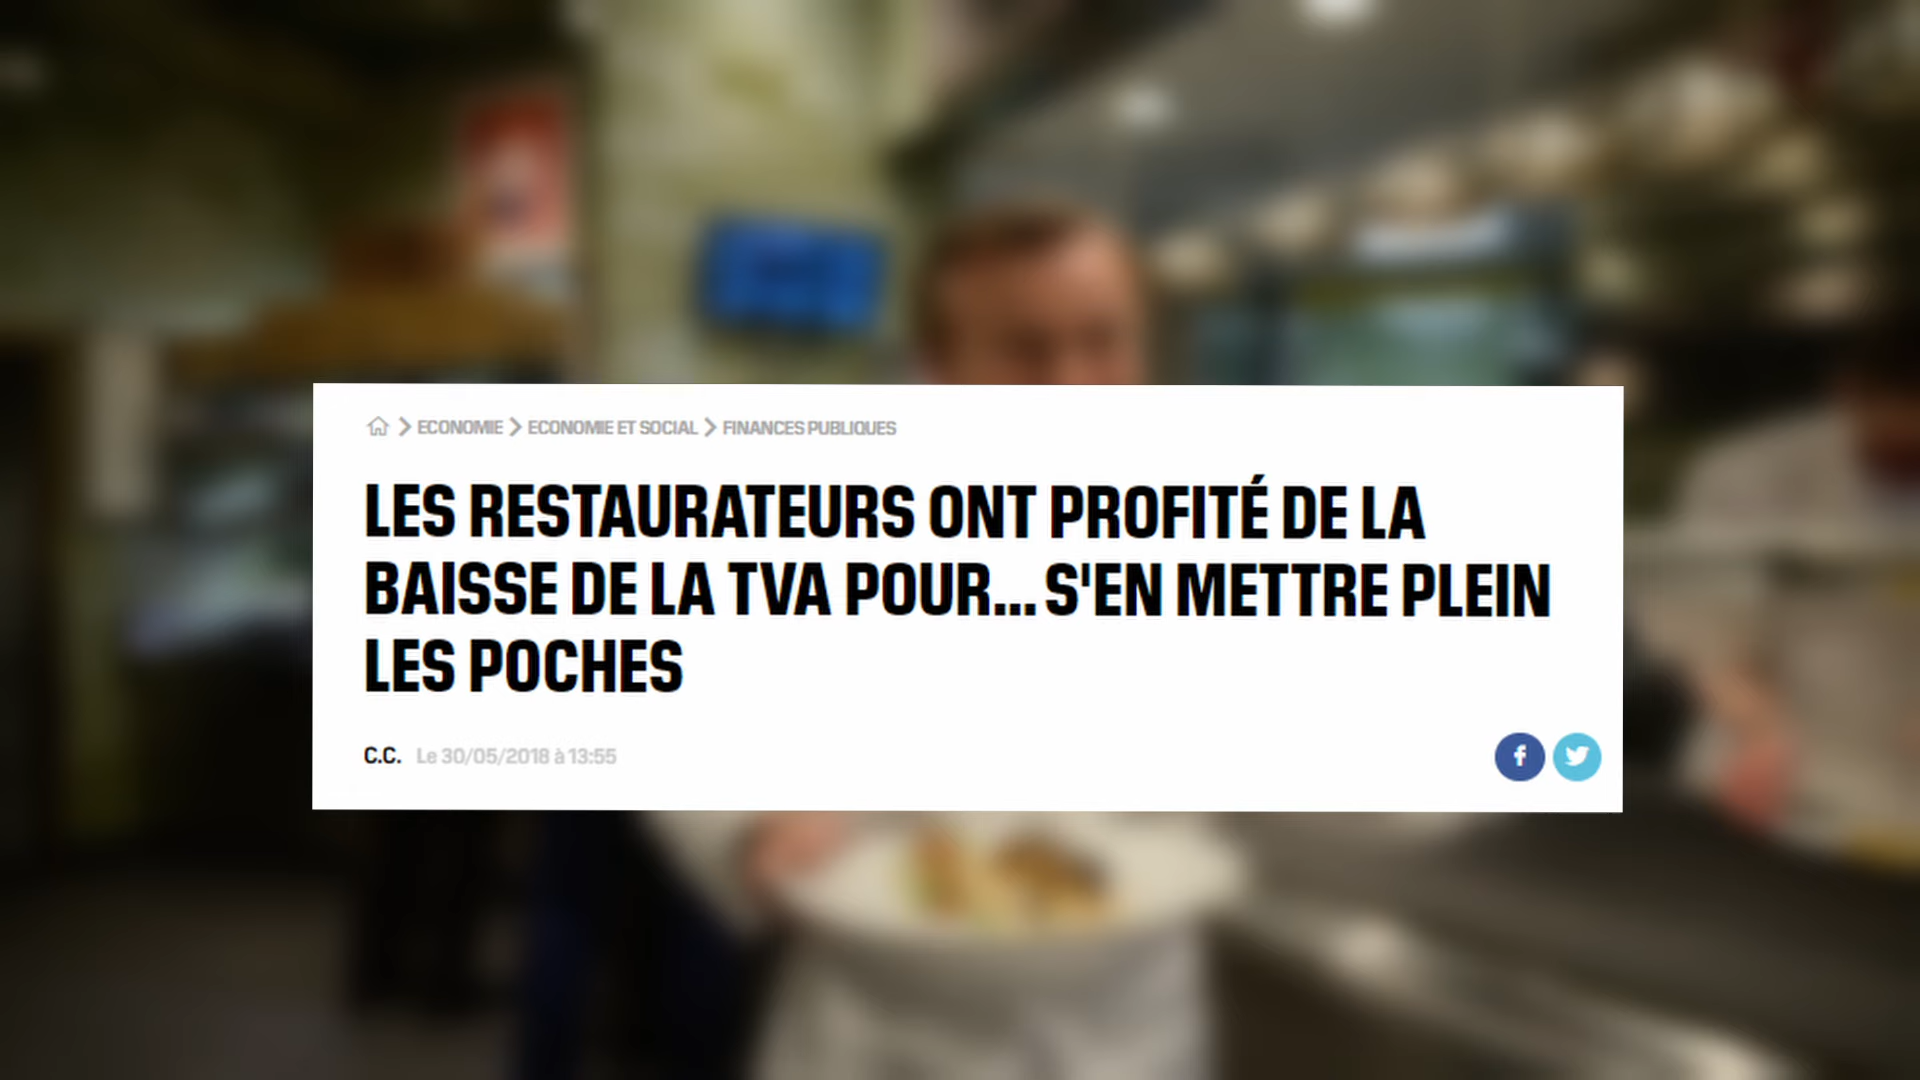 ECONOMIE ECONOMIE ET SOCIAL FINANCES PUBLIQUES
LES RESTAURATEURS ONT PROFITÉ DE LA
BAISSE DE LA TVA POUR... S'EN METTRE PLEIN
LES POCHES
C.C. Le 30/05/2018 à 13:55